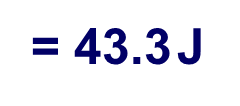 = 43.3 J